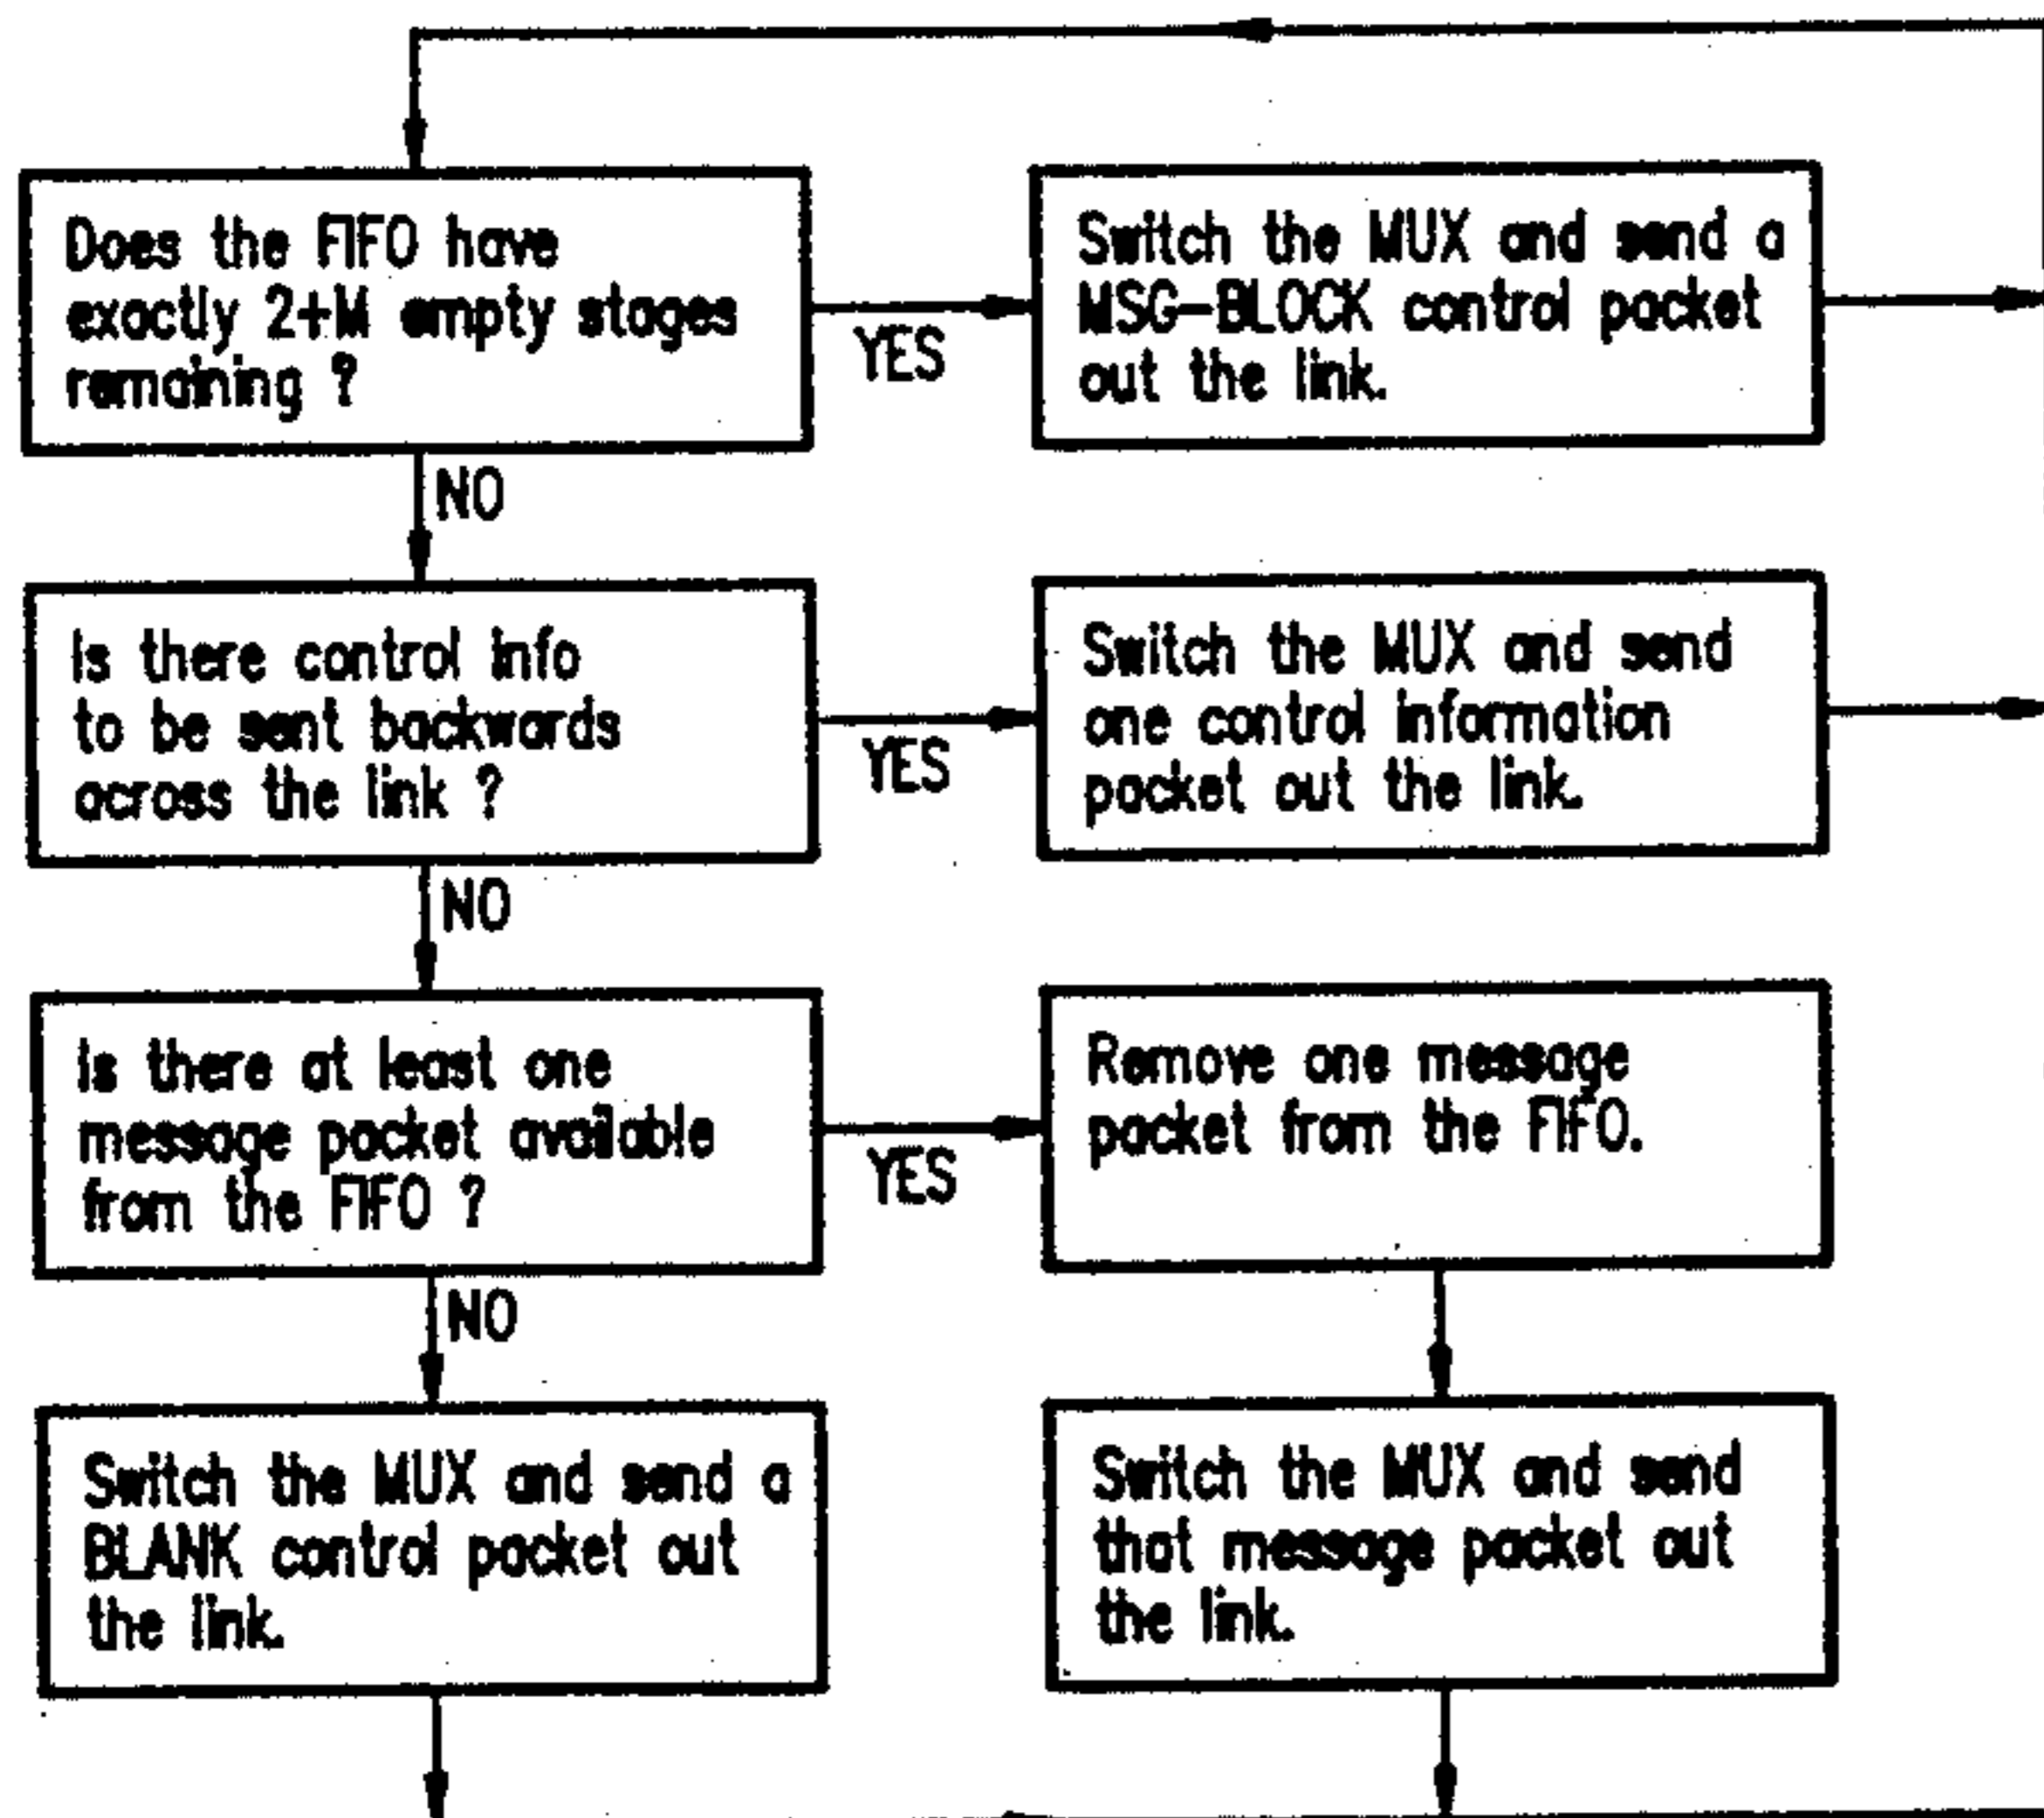 Does the FIFO have
exactly 2+M empty stages
remaining ?
YES
Switch the MUX and send a
MSG-BLOCK control packet
out the link.
NO
Is there control info
to be sent backwards
across the link ?
YES
Switch the MUX and send
one control information
packet out the link.
NO
Is there at least one
message packet available
from the FIFO ?
YES
Remove one message
packet from the FIFO.
NO
Switch the MUX and send a
BLANK control packet out
the link.
Switch the MUX and send
that message packet out
the link.